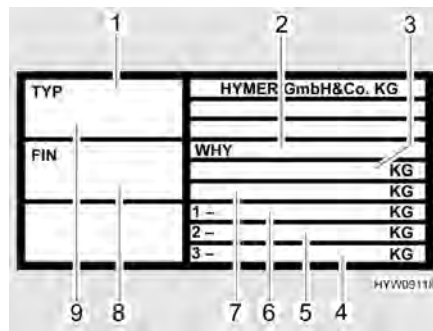 1 2 3
TYP
HYMER GmbH&Co. KG
FIN
WHY
KG
KG
1 – KG
2 – KG
3 – KG
9 8 7 6 5 4